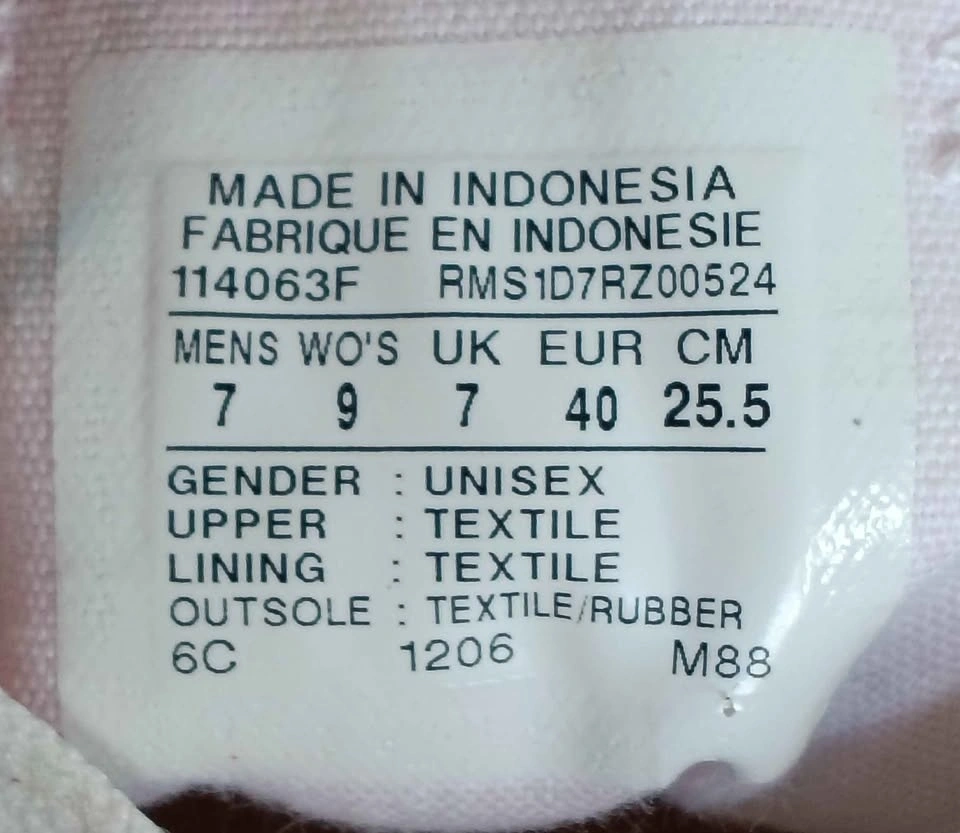 MADE IN INDONESIA
FABRIQUE EN INDONESIE
114063F RMS1D7RZ00524
MENS WO'S UK EUR CM
7 9 7 40 25.5
GENDER : UNISEX
UPPER : TEXTILE
LINING : TEXTILE
OUTSOLE : TEXTILE/RUBBER
6C 1206 M88